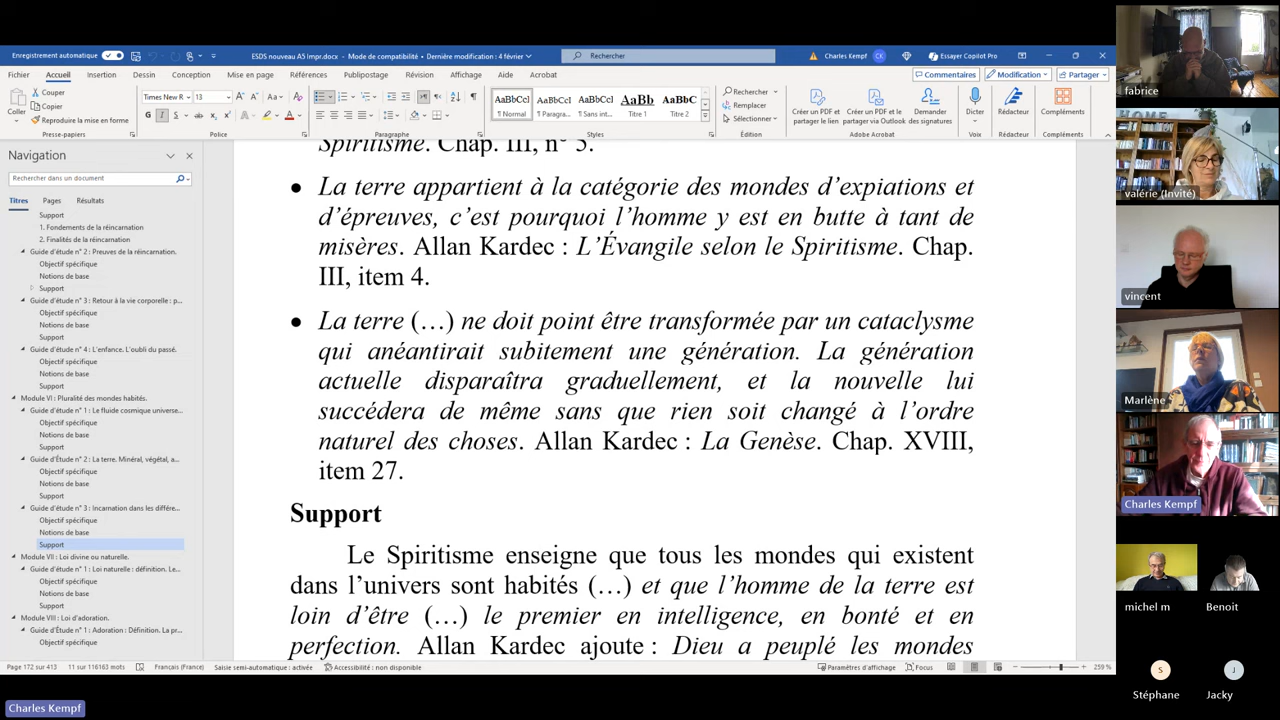 Enregistrement automatique
ESDS nouveau A5 Impr.docx - Mode de compatibilité • Dernière modification : 4 février
Rechercher
Charles Kempf
CK
Essayer Copilot Pro
Fichier Accueil Insertion Dessin Conception Mise en page Références Publipostage Révision Affichage Aide Acrobat
Commentaires Modification Partager
Coller
Couper
Copier
Reproduire la mise en forme
Presse-papiers
Times New R 13
Police
Paragraphe
AaBbCcI AaBbCcI AaBbCcI AaBb AaBbC
¶ Normal ¶ Paragra... ¶ Sans int... Titre 1 Titre 2
Styles
Rechercher
Remplacer
Sélectionner
Édition
Créer un PDF et partager le lien
Créer un PDF et partager via Outlook
Demander des signatures
Adobe Acrobat
Dicter
Voix
Rédacteur
Rédacteur
Compléments
Compléments
Navigation
Rechercher dans un document
Titres Pages Résultats
Support
1. Fondements de la réincarnation
2. Finalités de la réincarnation
Guide d'étude n° 2 : Preuves de la réincarnation.
Objectif spécifique
Notions de base
Support
Guide d'étude n° 3 : Retour à la vie corporelle : p...
Objectif spécifique
Notions de base
Support
Guide d'étude n° 4 : L'enfance. L'oubli du passé.
Objectif spécifique
Notions de base
Support
Module VI : Pluralité des mondes habités.
Guide d'étude n° 1 : Le fluide cosmique universe...
Objectif spécifique
Notions de base
Support
Guide d'Étude n° 2 : La terre. Minéral, végétal, a...
Objectif spécifique
Notions de base
Support
Guide d'Étude n° 3 : Incarnation dans les différe...
Objectif spécifique
Notions de base
Support
Module VII : Loi divine ou naturelle.
Guide d'étude n° 1 : Loi naturelle : définition. Le...
Objectif spécifique
Notions de base
Support
Module VIII : Loi d'adoration.
Guide d'Étude n° 1 : Adoration : Définition. La pr...
Objectif spécifique
Spiritisme. Chap. III, n° 5.
• La terre appartient à la catégorie des mondes d’expiations et
d’épreuves, c’est pourquoi l’homme y est en butte à tant de
misères. Allan Kardec : L’Évangile selon le Spiritisme. Chap.
III, item 4.
• La terre (…) ne doit point être transformée par un cataclysme
qui anéantirait subitement une génération. La génération
actuelle disparaîtra graduellement, et la nouvelle lui
succédera de même sans que rien soit changé à l’ordre
naturel des choses. Allan Kardec : La Genèse. Chap. XVIII,
item 27.
Support
Le Spiritisme enseigne que tous les mondes qui existent
dans l’univers sont habités (…) et que l’homme de la terre est
loin d’être (…) le premier en intelligence, en bonté et en
perfection. Allan Kardec ajoute : Dieu a peuplé les mondes
Page 172 sur 413 11 sur 116163 mots Français (France) Saisie semi-automatique : activée Accessibilité : non disponible
Paramètres d'affichage Focus 259 %
fabrice
valérie (Invité)
vincent
Marlène
Charles Kempf
michel m
Benoit
S
Stéphane
J
Jacky
Charles Kempf